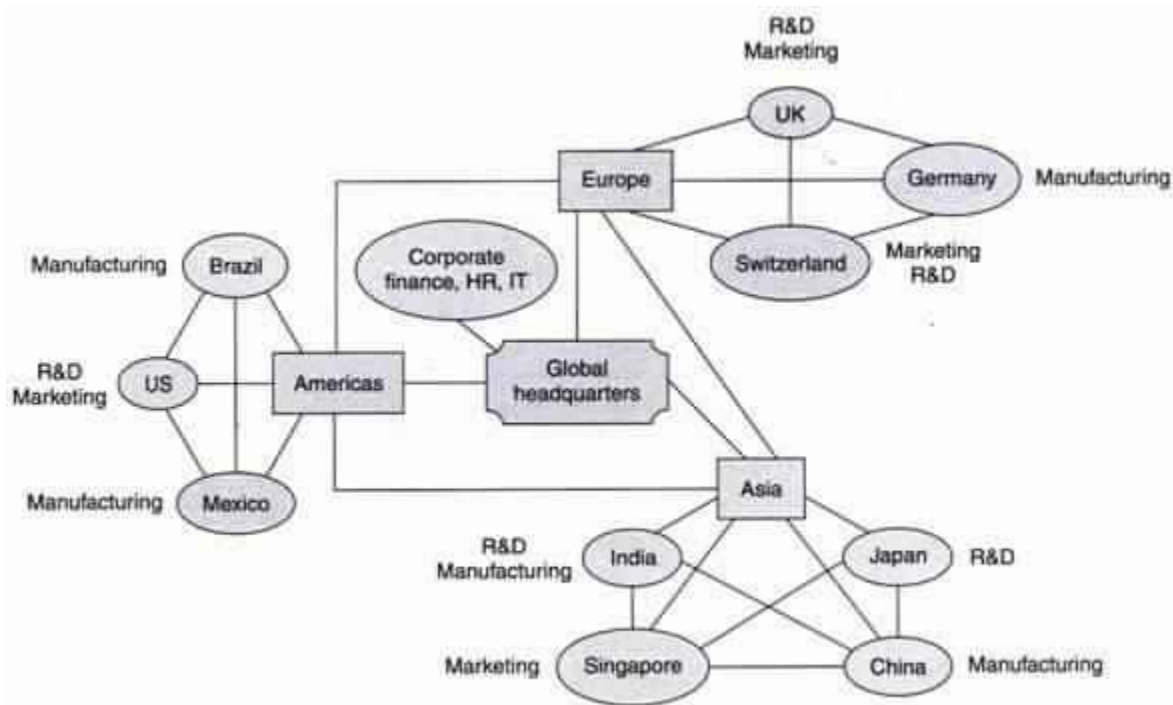 R&D
Marketing
UK
Europe
Germany
Manufacturing
Switzerland
Marketing
R&D
Corporate
finance, HR, IT
Manufacturing
Brazil
R&D
Marketing
US
Americas
Global
headquarters
Manufacturing
Mexico
Asia
R&D
Manufacturing
India
Japan
R&D
Marketing
Singapore
China
Manufacturing